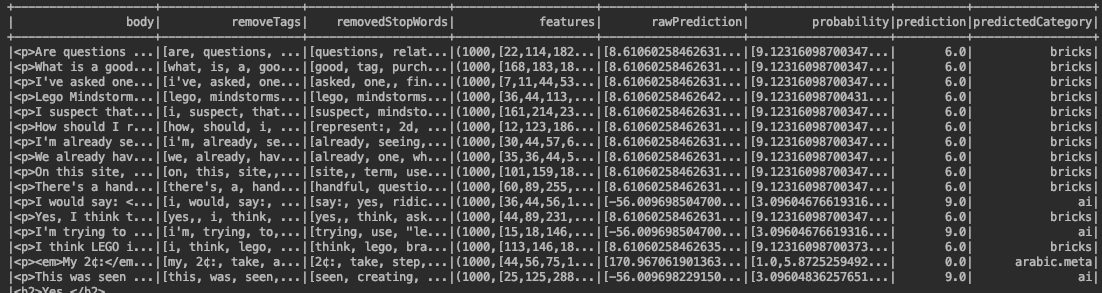 +--------------------+--------------------+--------------------+--------------------+--------------------+--------------------+----------+-----------------+
|                body|          removeTags|    removedStopWords|            features|       rawPrediction|         probability|prediction|predictedCategory|
+--------------------+--------------------+--------------------+--------------------+--------------------+--------------------+----------+-----------------+
|<p>Are questions ...|[are, questions, ...|[questions, relat...|(1000,[22,114,182...|[8.61060258462631...|[9.12316098700347...|       6.0|           bricks|
|<p>What is a good...|[what, is, a, goo...|[good, tag, purch...|(1000,[168,183,18...|[8.61060258462631...|[9.12316098700347...|       6.0|           bricks|
|<p>I've asked one...|[i've, asked, one...|[asked, one,, fin...|(1000,[7,11,44,53...|[8.61060258462631...|[9.12316098700347...|       6.0|           bricks|
|<p>Lego Mindstorm...|[lego, mindstorms...|[lego, mindstorms...|(1000,[36,44,113,...|[8.61060258462642...|[9.12316098700431...|       6.0|           bricks|
|<p>I suspect that...|[i, suspect, that...|[suspect, mindsto...|(1000,[161,214,23...|[8.61060258462631...|[9.12316098700347...|       6.0|           bricks|
|<p>How should I r...|[how, should, i, ...|[represent:, 2d, ...|(1000,[12,123,186...|[8.61060258462631...|[9.12316098700347...|       6.0|           bricks|
|<p>I'm already se...|[i'm, already, se...|[already, seeing,...|(1000,[30,44,57,6...|[8.61060258462631...|[9.12316098700347...|       6.0|           bricks|
|<p>We already hav...|[we, already, hav...|[already, one, wh...|(1000,[35,36,44,5...|[8.61060258462631...|[9.12316098700347...|       6.0|           bricks|
|<p>On this site, ...|[on, this, site,,...|[site,, term, use...|(1000,[101,159,18...|[8.61060258462631...|[9.12316098700347...|       6.0|           bricks|
|<p>There's a hand...|[there's, a, hand...|[handful, questio...|(1000,[60,89,255,...|[8.61060258462631...|[9.12316098700347...|       6.0|           bricks|
|<p>I would say: <...|[i, would, say:, ...|[say:, yes, ridic...|(1000,[36,44,56,1...|[-56.009698504700...|[3.09604676619316...|       9.0|               ai|
|<p>Yes, I think t...|[yes,, i, think, ...|[yes,, think, ask...|(1000,[44,89,231,...|[8.61060258462631...|[9.12316098700347...|       6.0|           bricks|
|<p>I'm trying to ...|[i'm, trying, to,...|[trying, use, "le...|(1000,[15,18,146,...|[-56.009698504700...|[3.09604676619316...|       9.0|               ai|
|<p>I think LEGO i...|[i, think, lego, ...|[think, lego, bra...|(1000,[113,146,18...|[8.61060258462635...|[9.12316098700373...|       6.0|           bricks|
|<p><em>My 2¢:</em...|[my, 2¢:, take, a...|[2¢:, take, step,...|(1000,[44,56,75,1...|[170.967061901363...|[1.0,5.8725259492...|       0.0|      arabic.meta|
|<p>This was seen ...|[this, was, seen,...|[seen, creating, ...|(1000,[25,125,288...|[-56.009698229150...|[3.09604836257651...|       9.0|               ai|
|<h2>Yes.</h2>